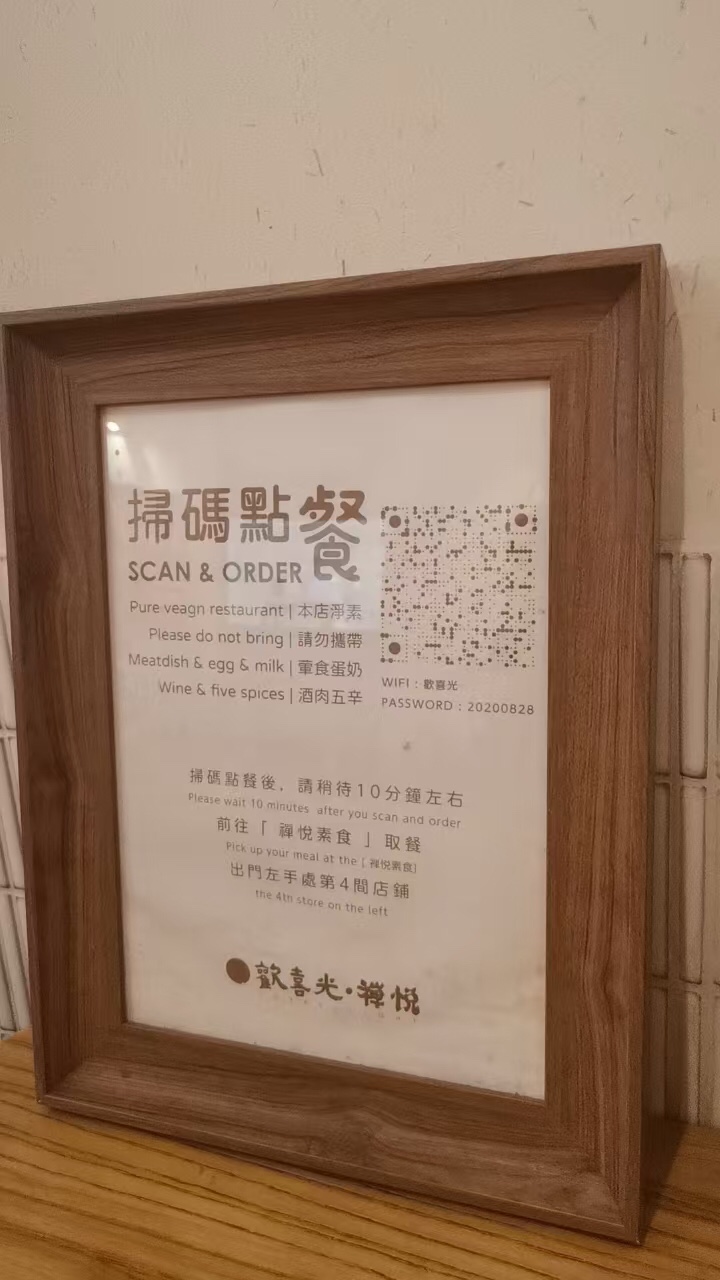 掃碼點餐
SCAN & ORDER
Pure veagn restaurant | 本店淨素
Please do not bring | 請勿攜帶
Meatdish & egg & milk | 葷食蛋奶
Wine & five spices | 酒肉五辛
WIFI : 歡喜光
PASSWORD : 20200828
掃碼點餐後, 請稍待10分鐘左右
Please wait 10 minutes after you scan and order
前往「 禪悅素食 」取餐
Pick up your meal at the [ 禪悅素食]
出門左手處第4間店鋪
the 4th store on the left
歡喜光·禪悦